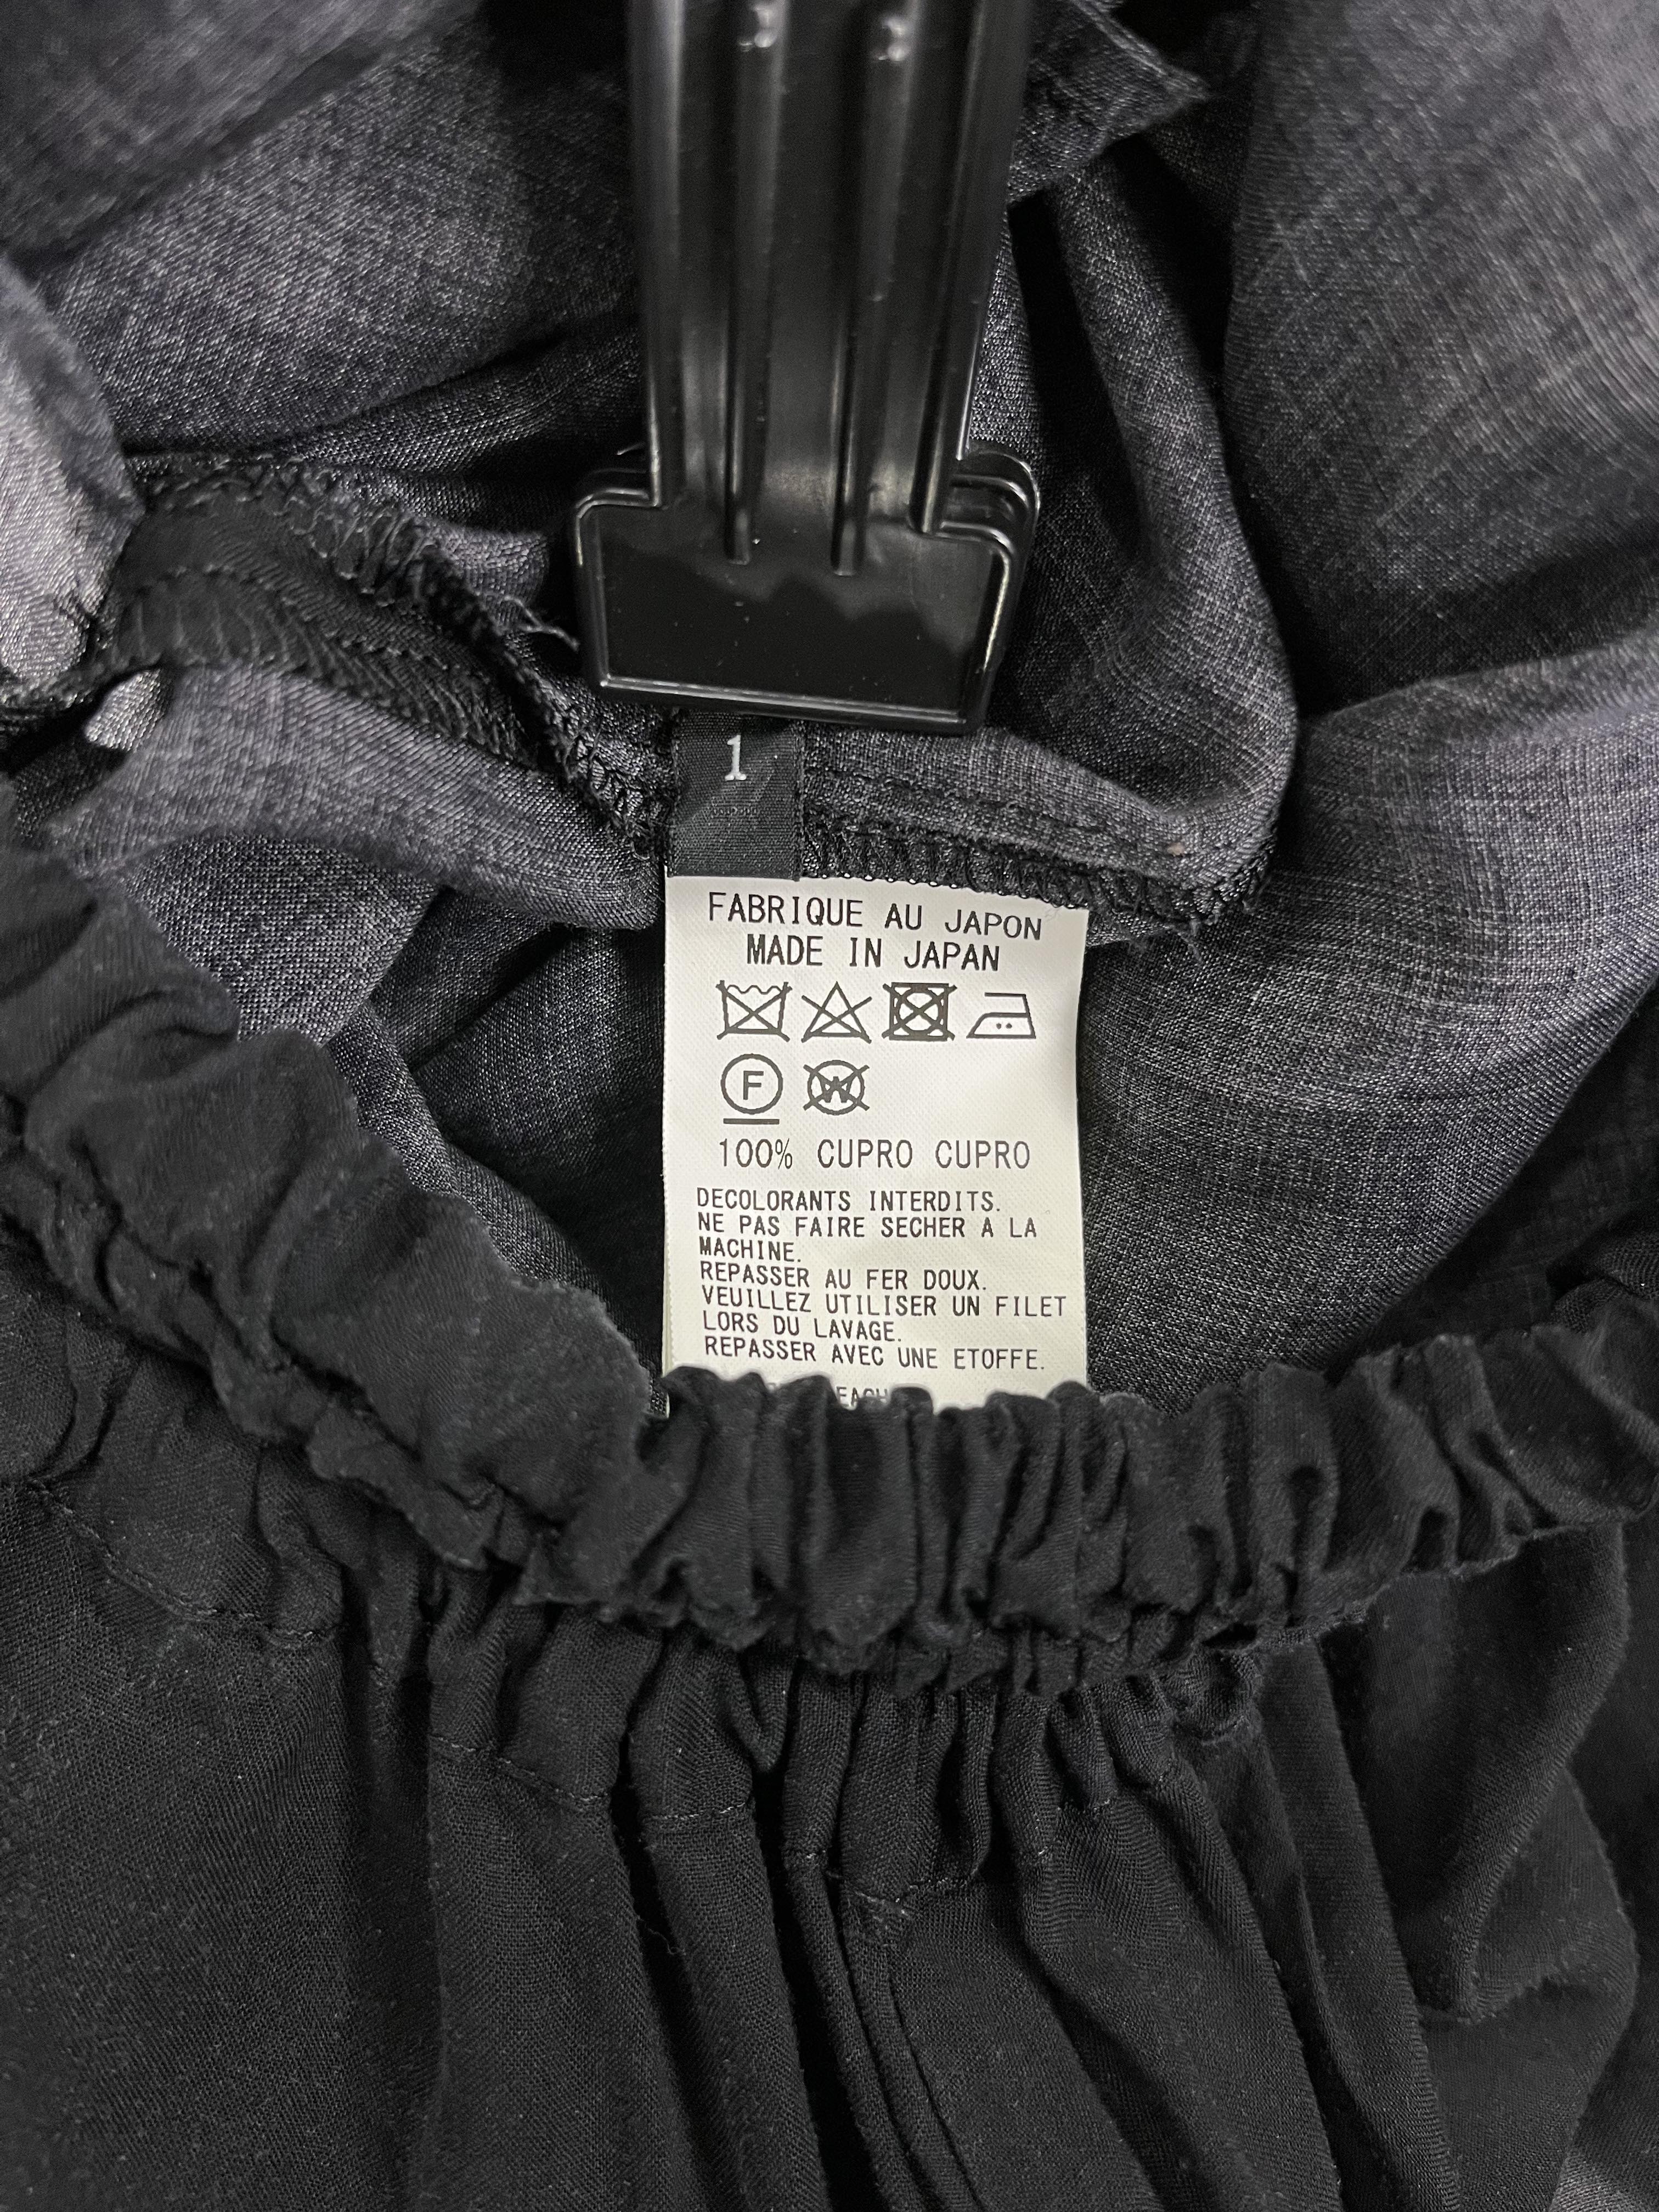 1
FABRIQUE AU JAPON
MADE IN JAPAN
F W
100% CUPRO CUPRO
DECOLORANTS INTERDITS.
NE PAS FAIRE SECHER A LA
MACHINE.
REPASSER AU FER DOUX.
VEUILLEZ UTILISER UN FILET
LORS DU LAVAGE.
REPASSER AVEC UNE ETOFFE.